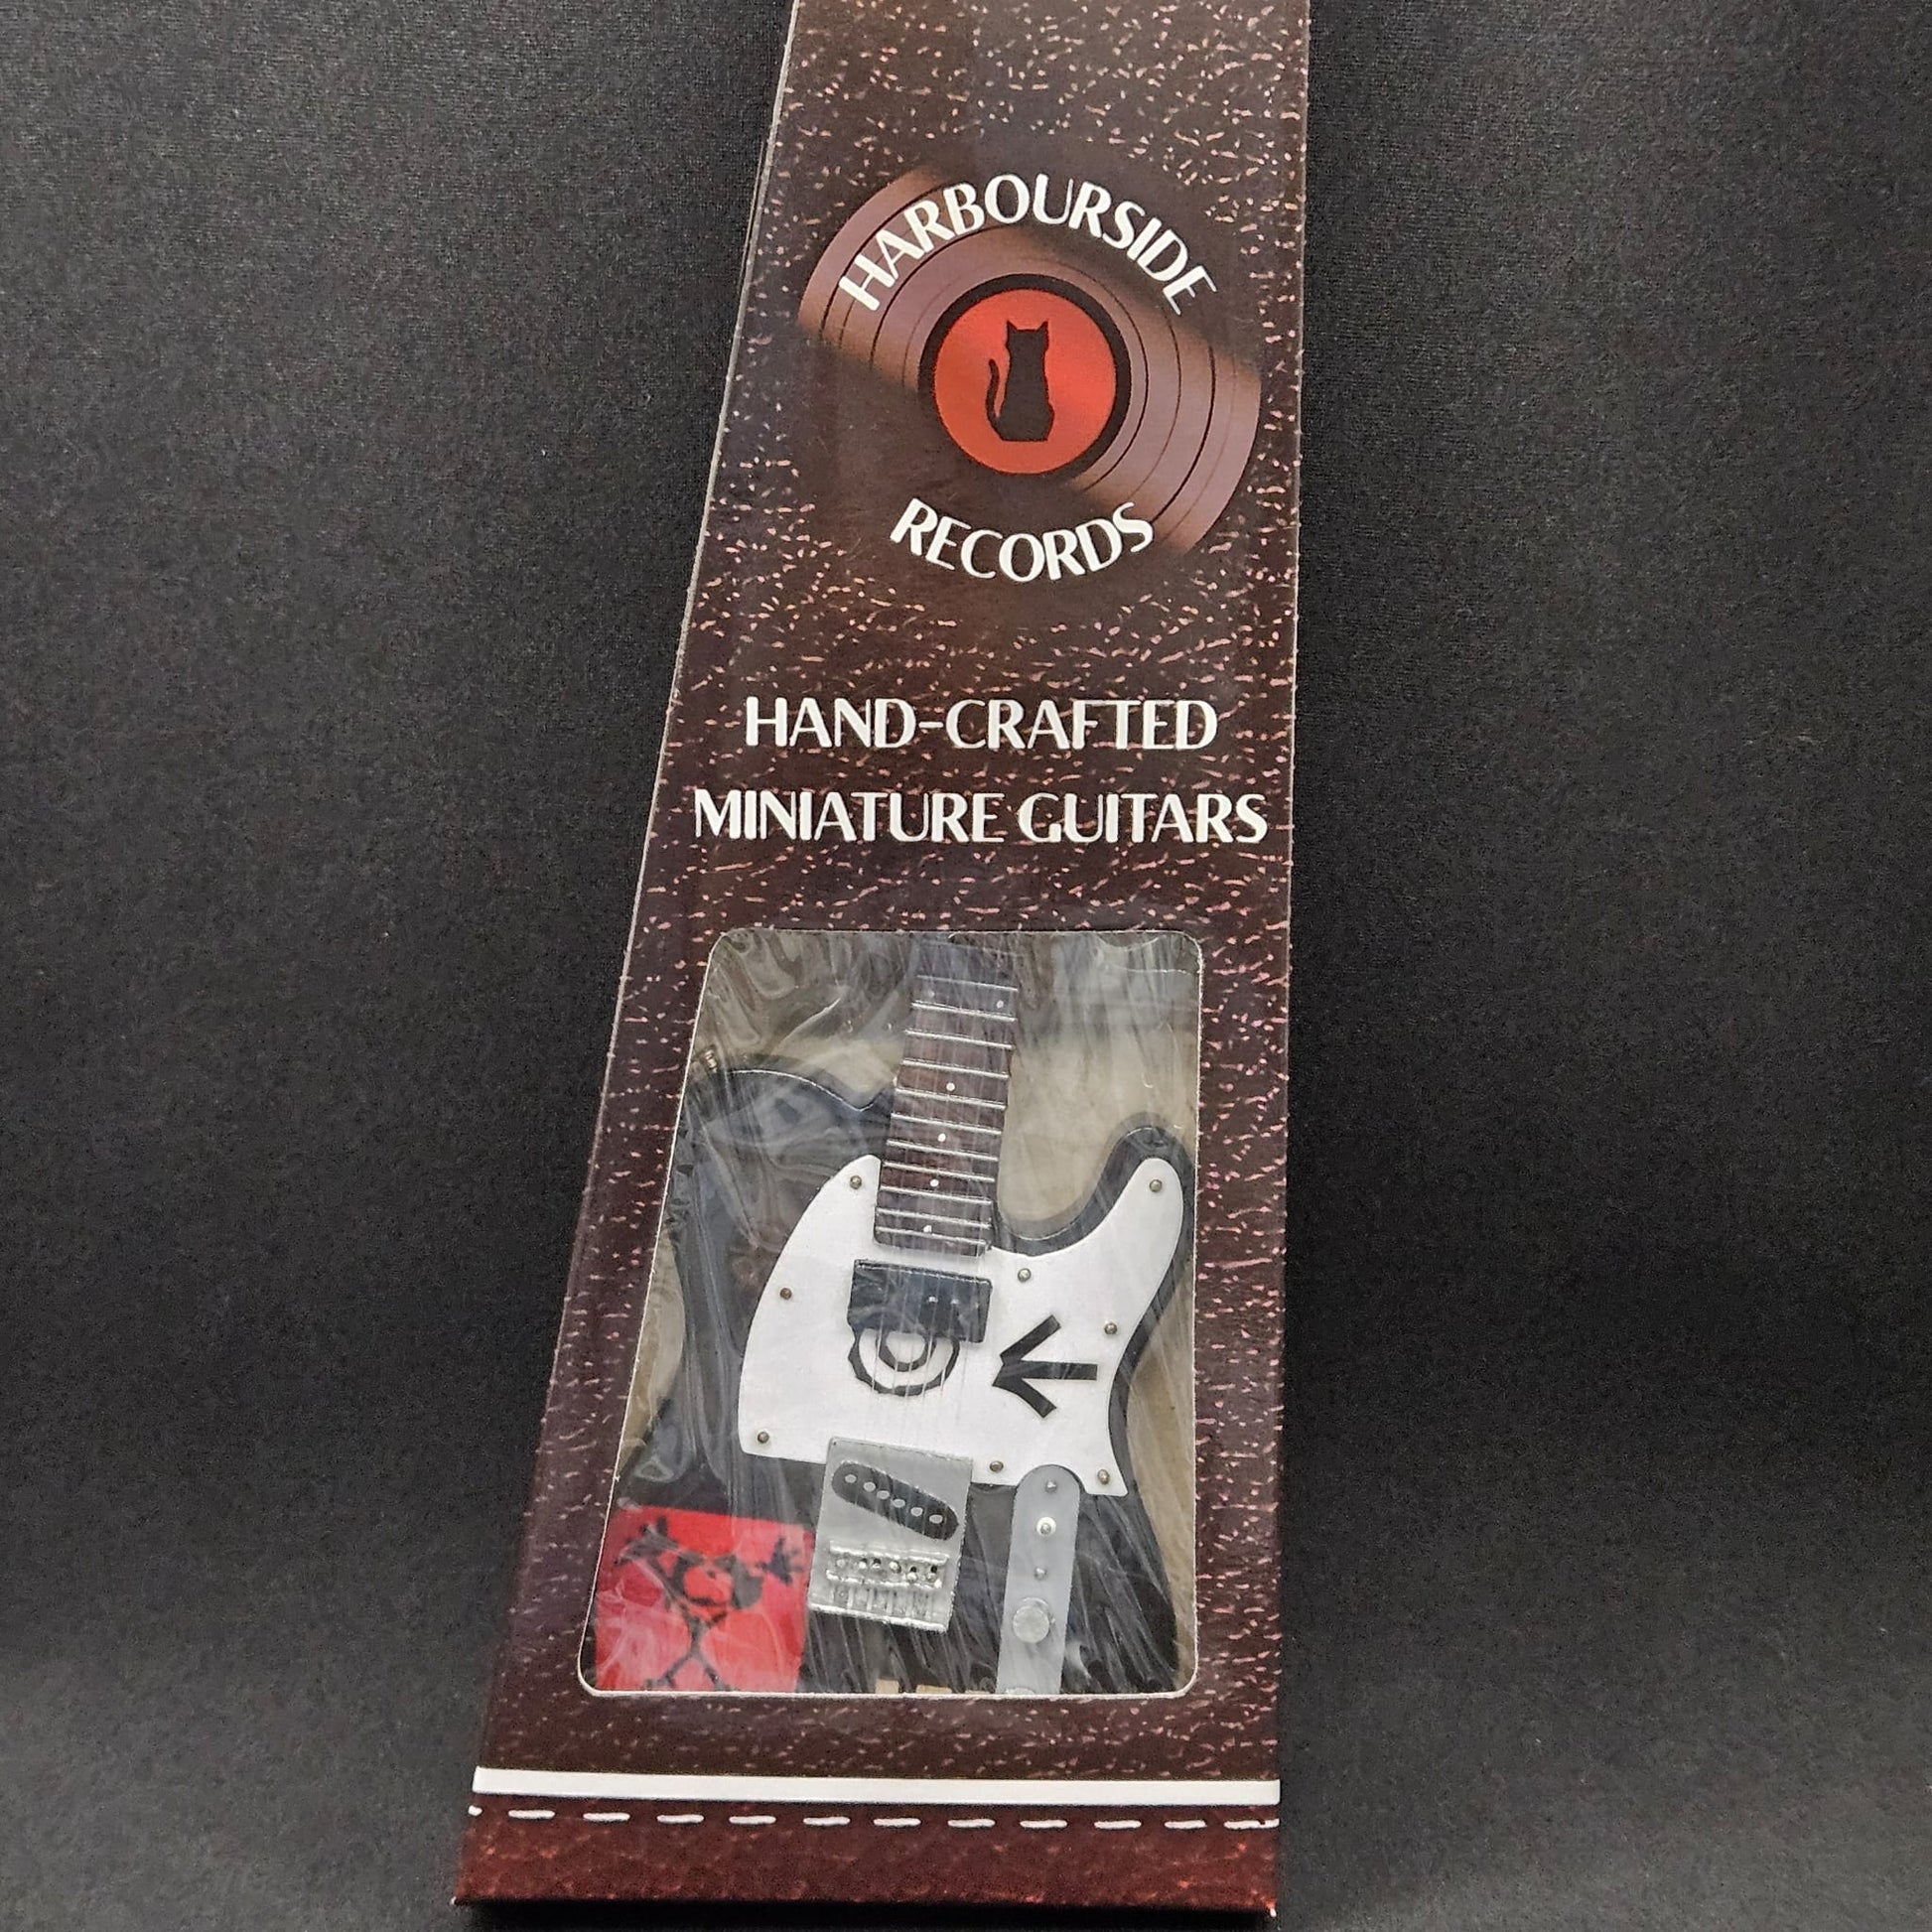 HARBOURSIDE
RECORDS
HAND-CRAFTED
MINIATURE GUITARS